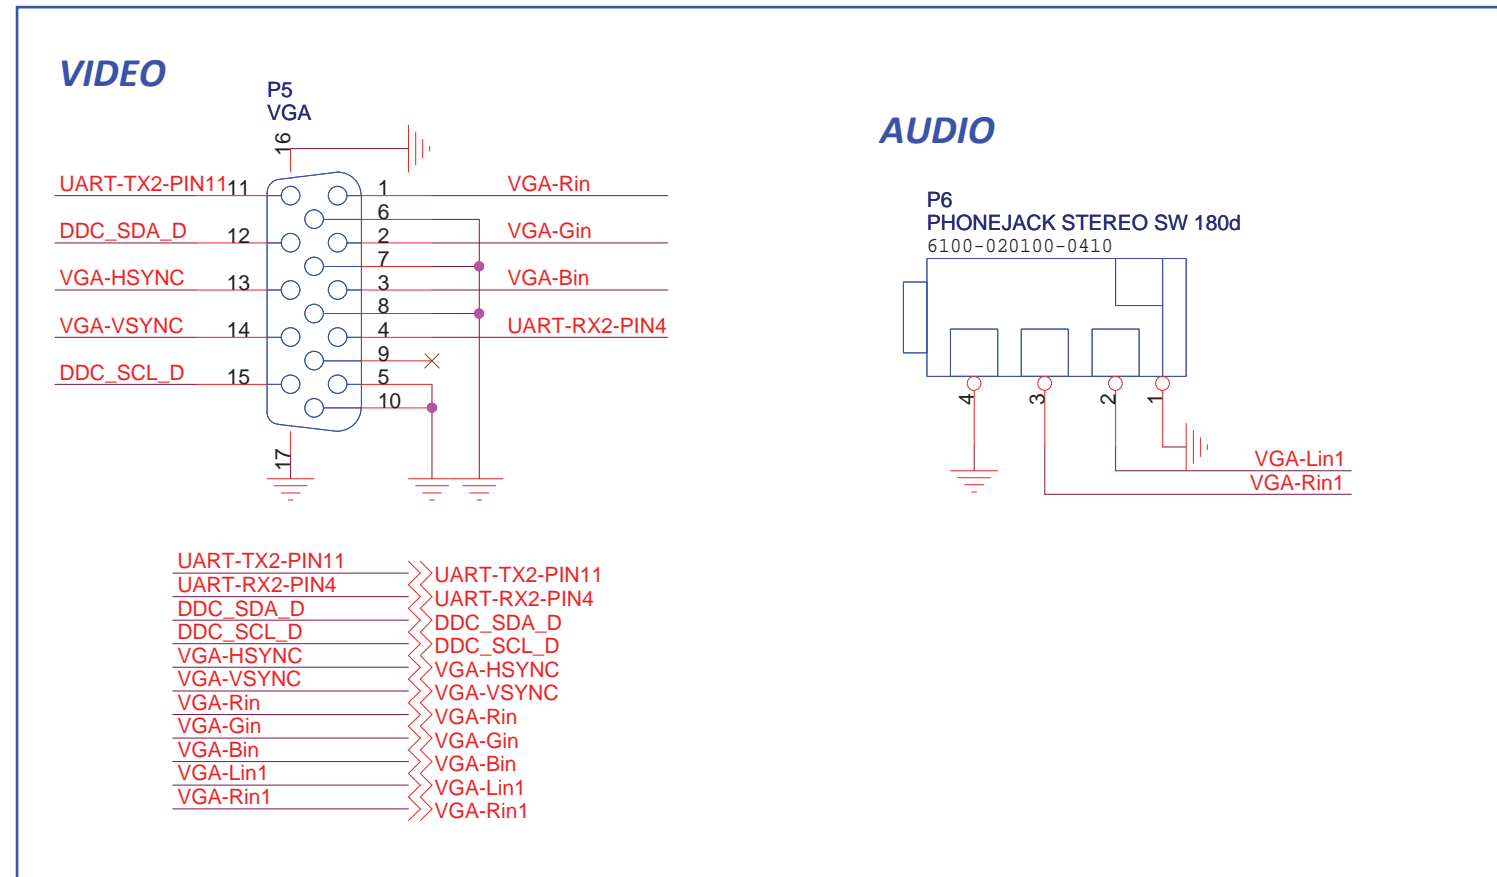 VIDEO
P5
VGA
16
UART-TX2-PIN11 11 1 VGA-Rin
6
DDC_SDA_D 12 2 VGA-Gin
7
VGA-HSYNC 13 3 VGA-Bin
8
VGA-VSYNC 14 4 UART-RX2-PIN4
9
DDC_SCL_D 15 5
10
17
AUDIO
P6
PHONEJACK STEREO SW 180d
6100-020100-0410
4 3 2 1
VGA-Lin1
VGA-Rin1
UART-TX2-PIN11 UART-TX2-PIN11
UART-RX2-PIN4 UART-RX2-PIN4
DDC_SDA_D DDC_SDA_D
DDC_SCL_D DDC_SCL_D
VGA-HSYNC VGA-HSYNC
VGA-VSYNC VGA-VSYNC
VGA-Rin VGA-Rin
VGA-Gin VGA-Gin
VGA-Bin VGA-Bin
VGA-Lin1 VGA-Lin1
VGA-Rin1 VGA-Rin1